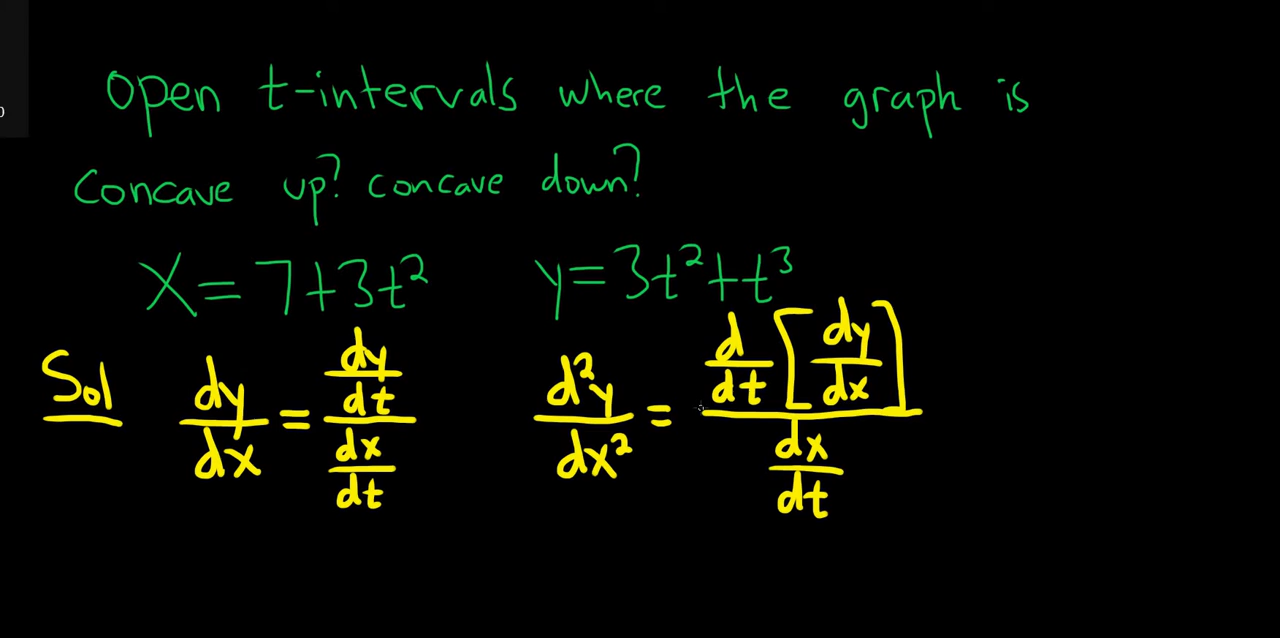 0
Open t-intervals where the graph is
concave up? concave down?
X = 7+3t² y = 3t²+t³
Sol dy/dx = (dy/dt)/(dx/dt) d²y/dx² = (d/dt [dy/dx])/(dx/dt)